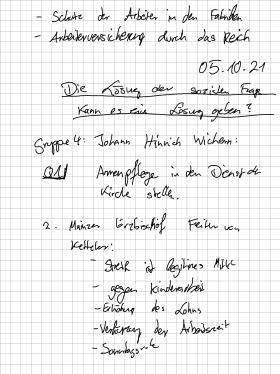 - Schutz der Arbeiter in den Fabriken
- Arbeiterversicherung durch das Reich
05.10.21
Die Lösung der sozialen Frage
Kann es eine Lösung geben?
Gruppe 4: Johann Hinrich Wichern:
Armenpflege in den Dienst der
Kirche stellen.
2. Mainzer Erzbischof von
Ketteler:
- Streik ist legitimes Mittel
- gegen Kinderarbeit
- Erhöhung des Lohns
- Verkürzung der Arbeitszeit
- Sonntagsruhe